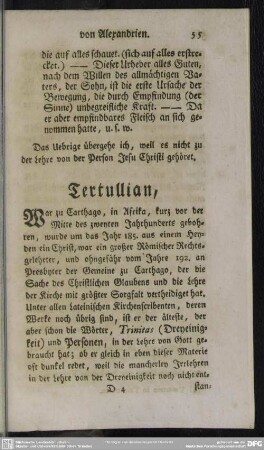 von Alexandrien. 55
die auf alles schauet. (sich auf alles erstre-
cket.) —— Dieser Urheber alles Guten,
nach dem Willen des allmächtigen Va-
ters, der Sohn, ist die erste Ursache der
Bewegung, die durch Empfindung (der
Sinne) unbegreifliche Kraft. —— Da
er aber empfindbares Fleisch an sich ge-
nommen hatte, u. s. w.
Das Uebrige übergehe ich, weil es nicht zu
der Lehre von der Person Jesu Christi gehöret.
Tertullian,
War zu Carthago, in Afrika, kurz vor der
Mitte des zweyten Jahrhunderts geboh-
ren, wurde um das Jahr 185. aus einem Hey-
den ein Christ, war ein großer Römischer Rechts-
gelehrter, und ohngefähr vom Jahre 192. an
Presbyter der Gemeine zu Carthago, der die
Sache des Christlichen Glaubens und die Lehre
der Kirche mit größter Sorgfalt vertheidiget hat.
Unter allen lateinischen Kirchenscribenten, deren
Werke noch übrig sind, ist er der älteste, der
aber schon die Wörter, Trinitas (Dreyeinig-
keit) und Personen, in der Lehre von Gott ge-
braucht hat; ob er gleich in eben dieser Materie
oft dunkel redet, weil die mancherley Irrlehren
in der Lehre von der Dreyeinigkeit noch nicht ent-
D 4 stan-